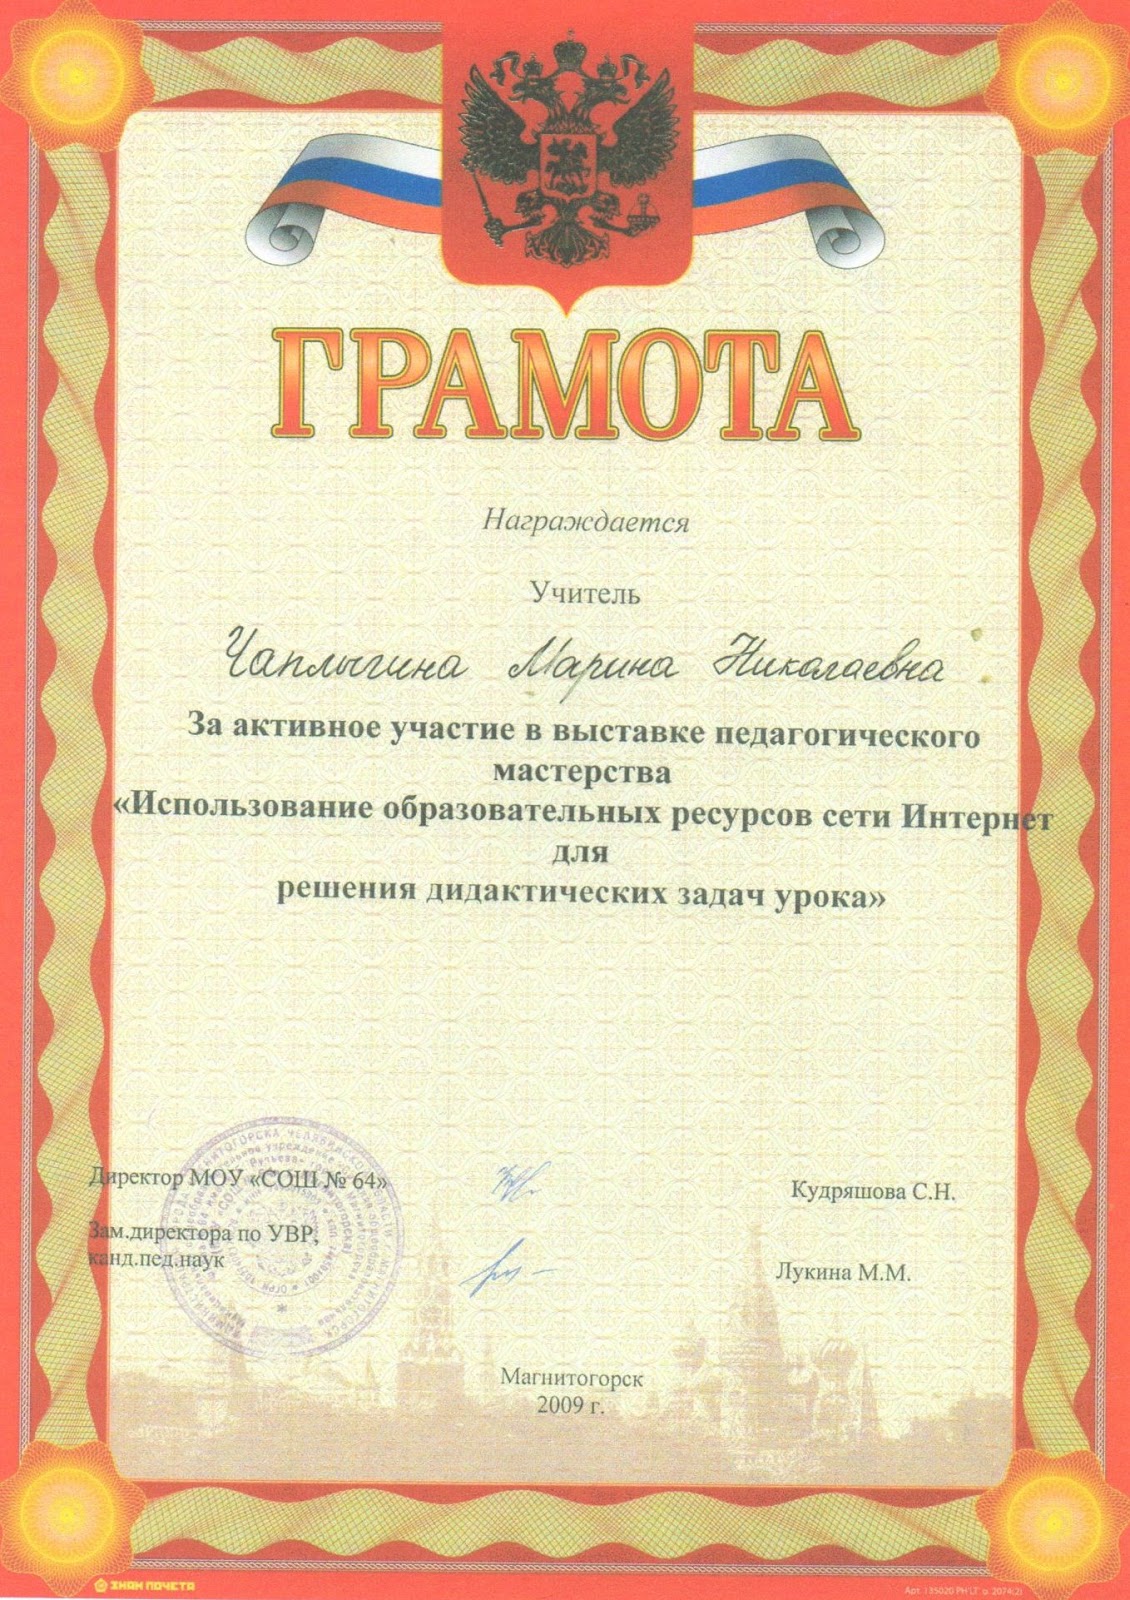 ГРАМОТА
Награждается
Учитель
Чаплыгина Марина Николаевна
За активное участие в выставке педагогического
мастерства
«Использование образовательных ресурсов сети Интернет
для
решения дидактических задач урока»
Директор МОУ «СОШ № 64»
Кудряшова С.Н.
Зам.директора по УВР,
канд.пед.наук
Лукина М.М.
Магнитогорск
2009 г.
ЗНАК ПОЧЕТА